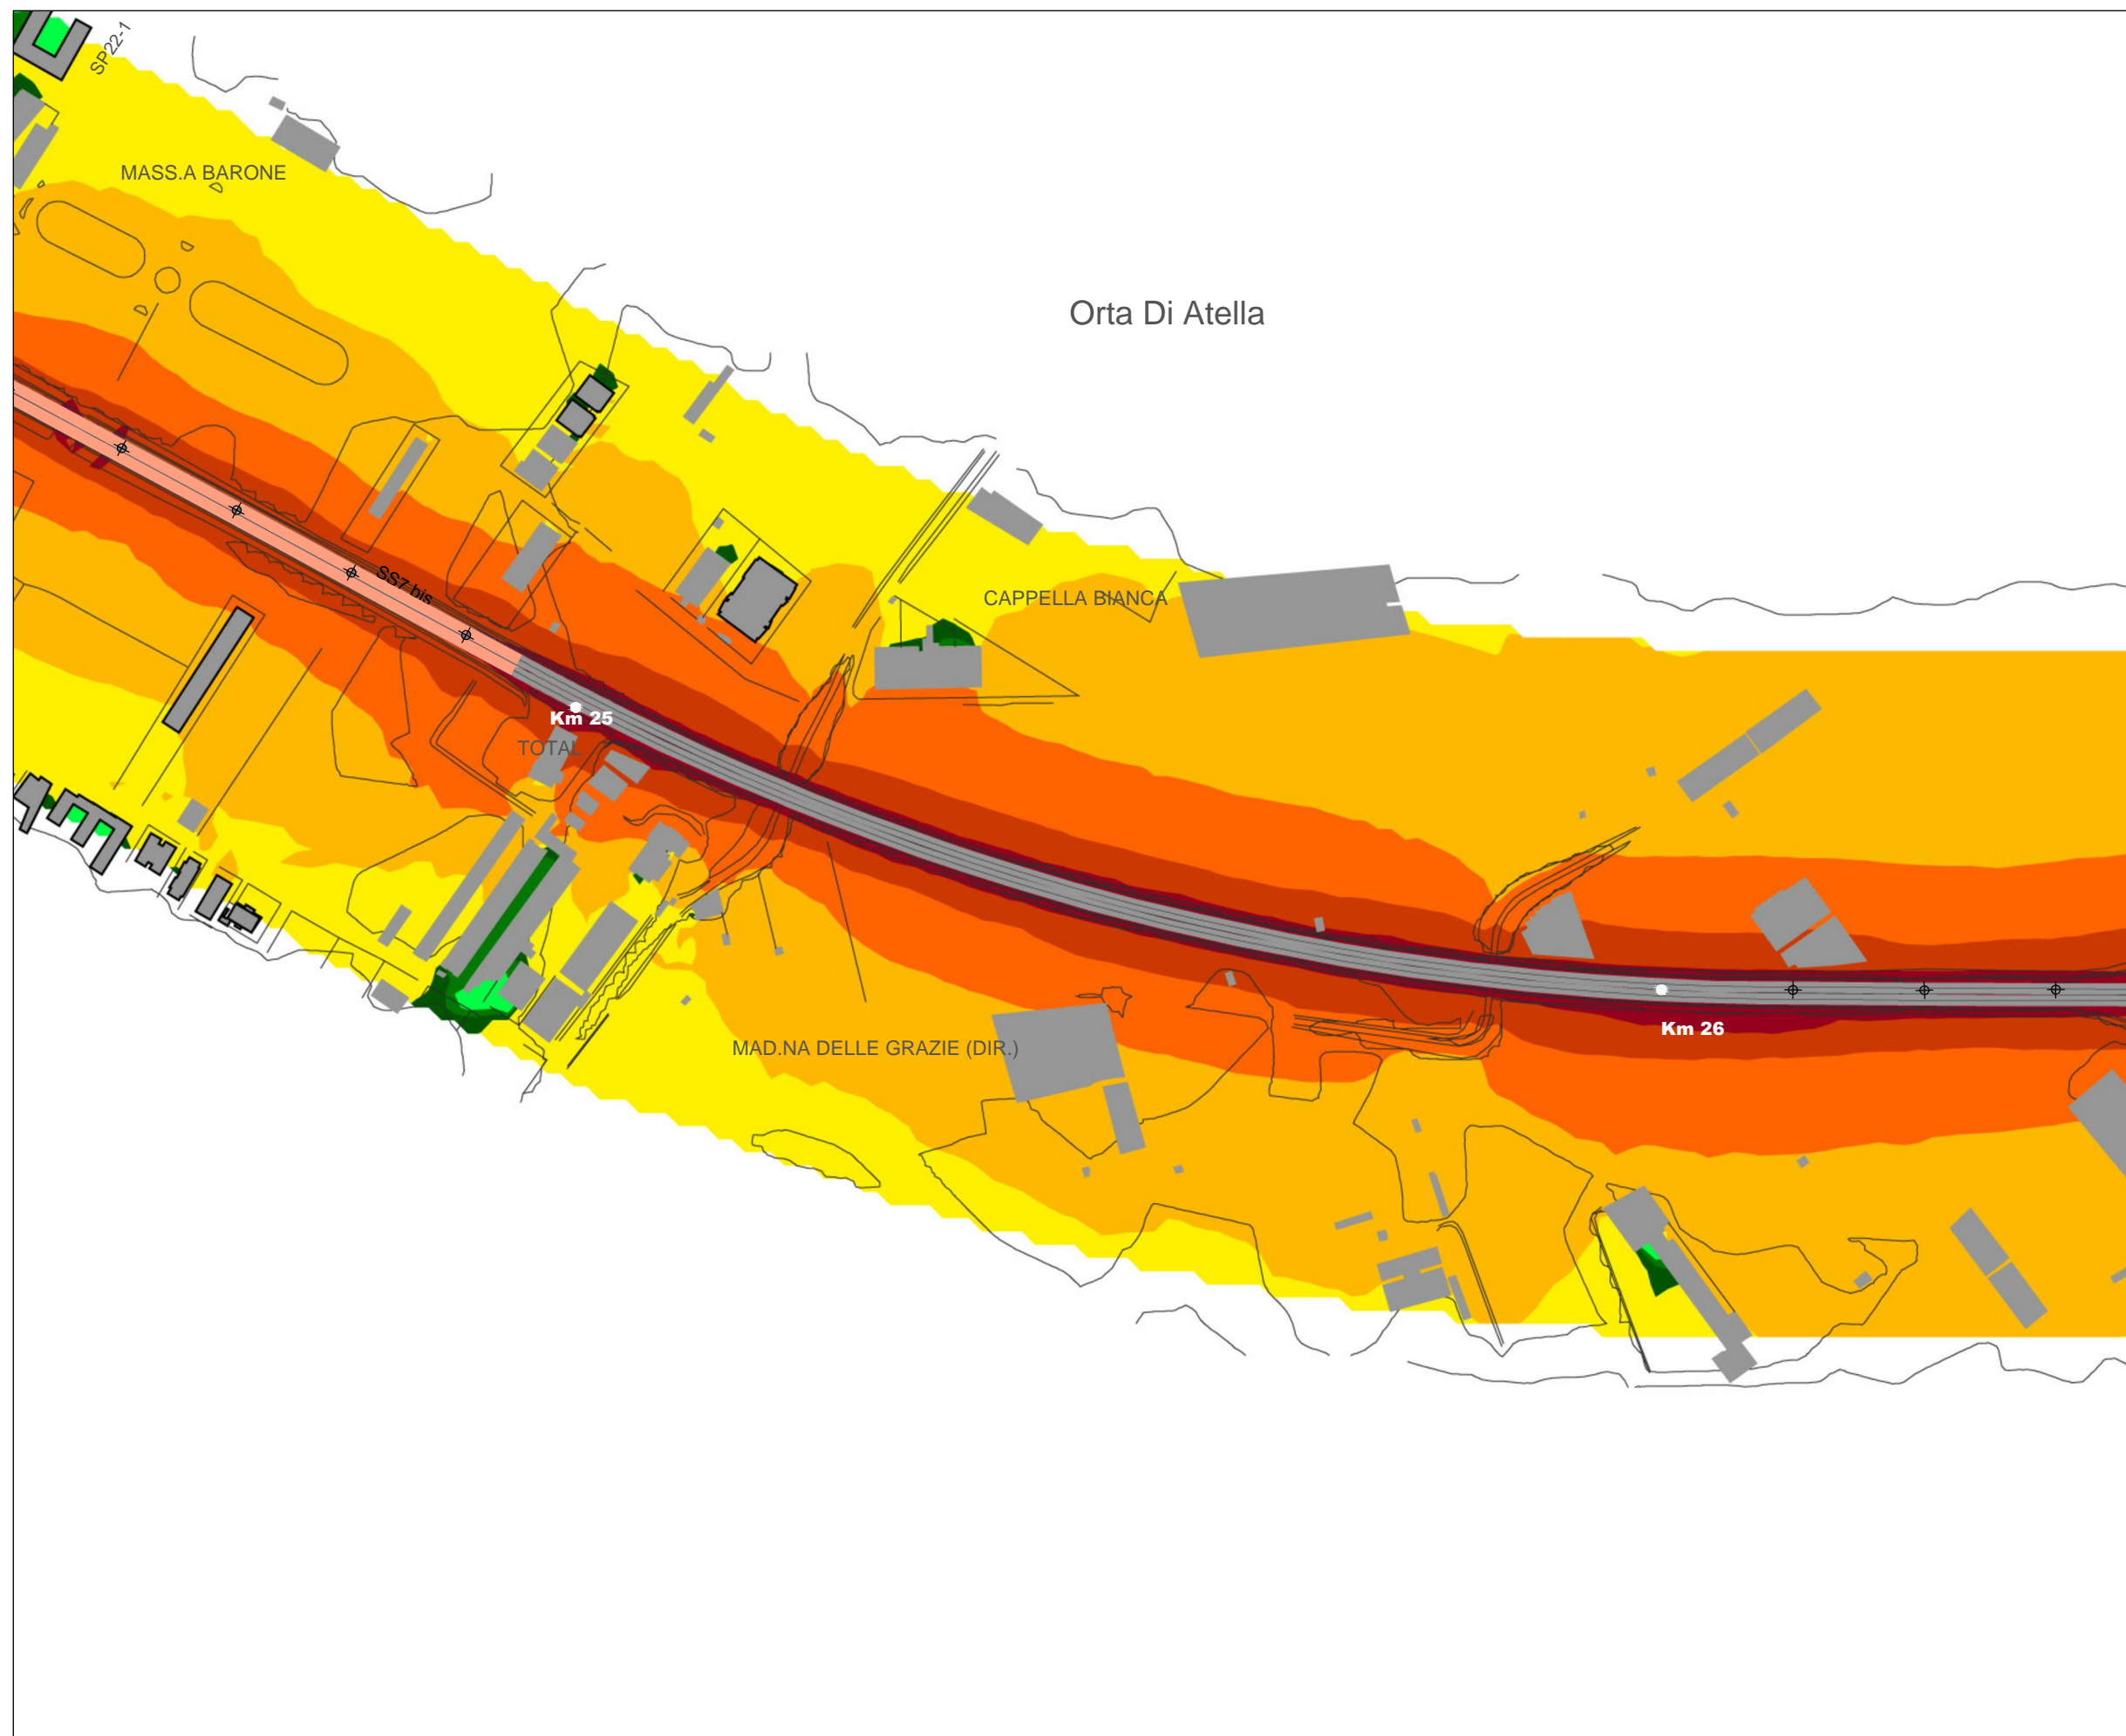 SP22-1
MASS.A BARONE
Orta Di Atella
SS7 bis
CAPPELLA BIANCA
Km 25
TOTAL
Km 26
MAD.NA DELLE GRAZIE (DIR.)